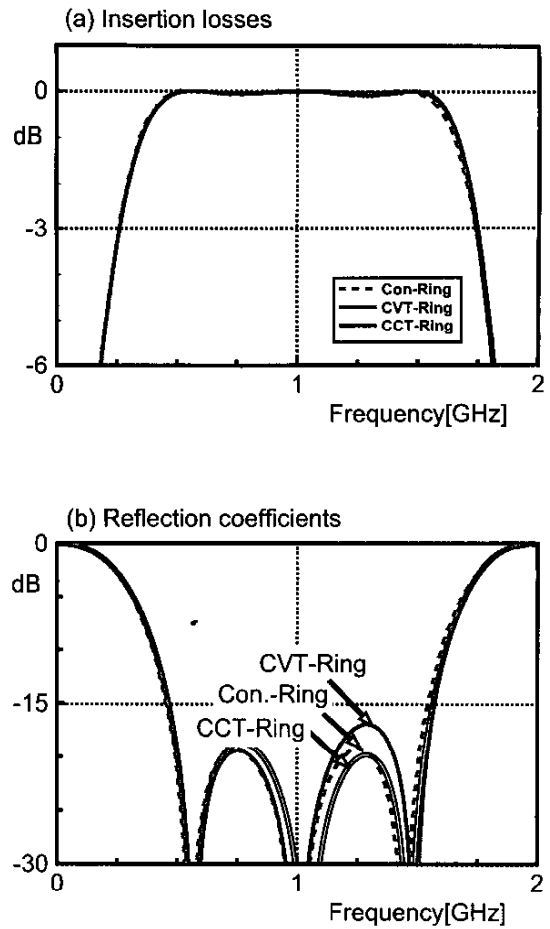 (a) Insertion losses
0
dB
-3
-6
Con-Ring
CVT-Ring
CCT-Ring
0
1
2
Frequency[GHz]
(b) Reflection coefficients
0
dB
-15
-30
CVT-Ring
Con.-Ring
CCT-Ring
0
1
2
Frequency[GHz]